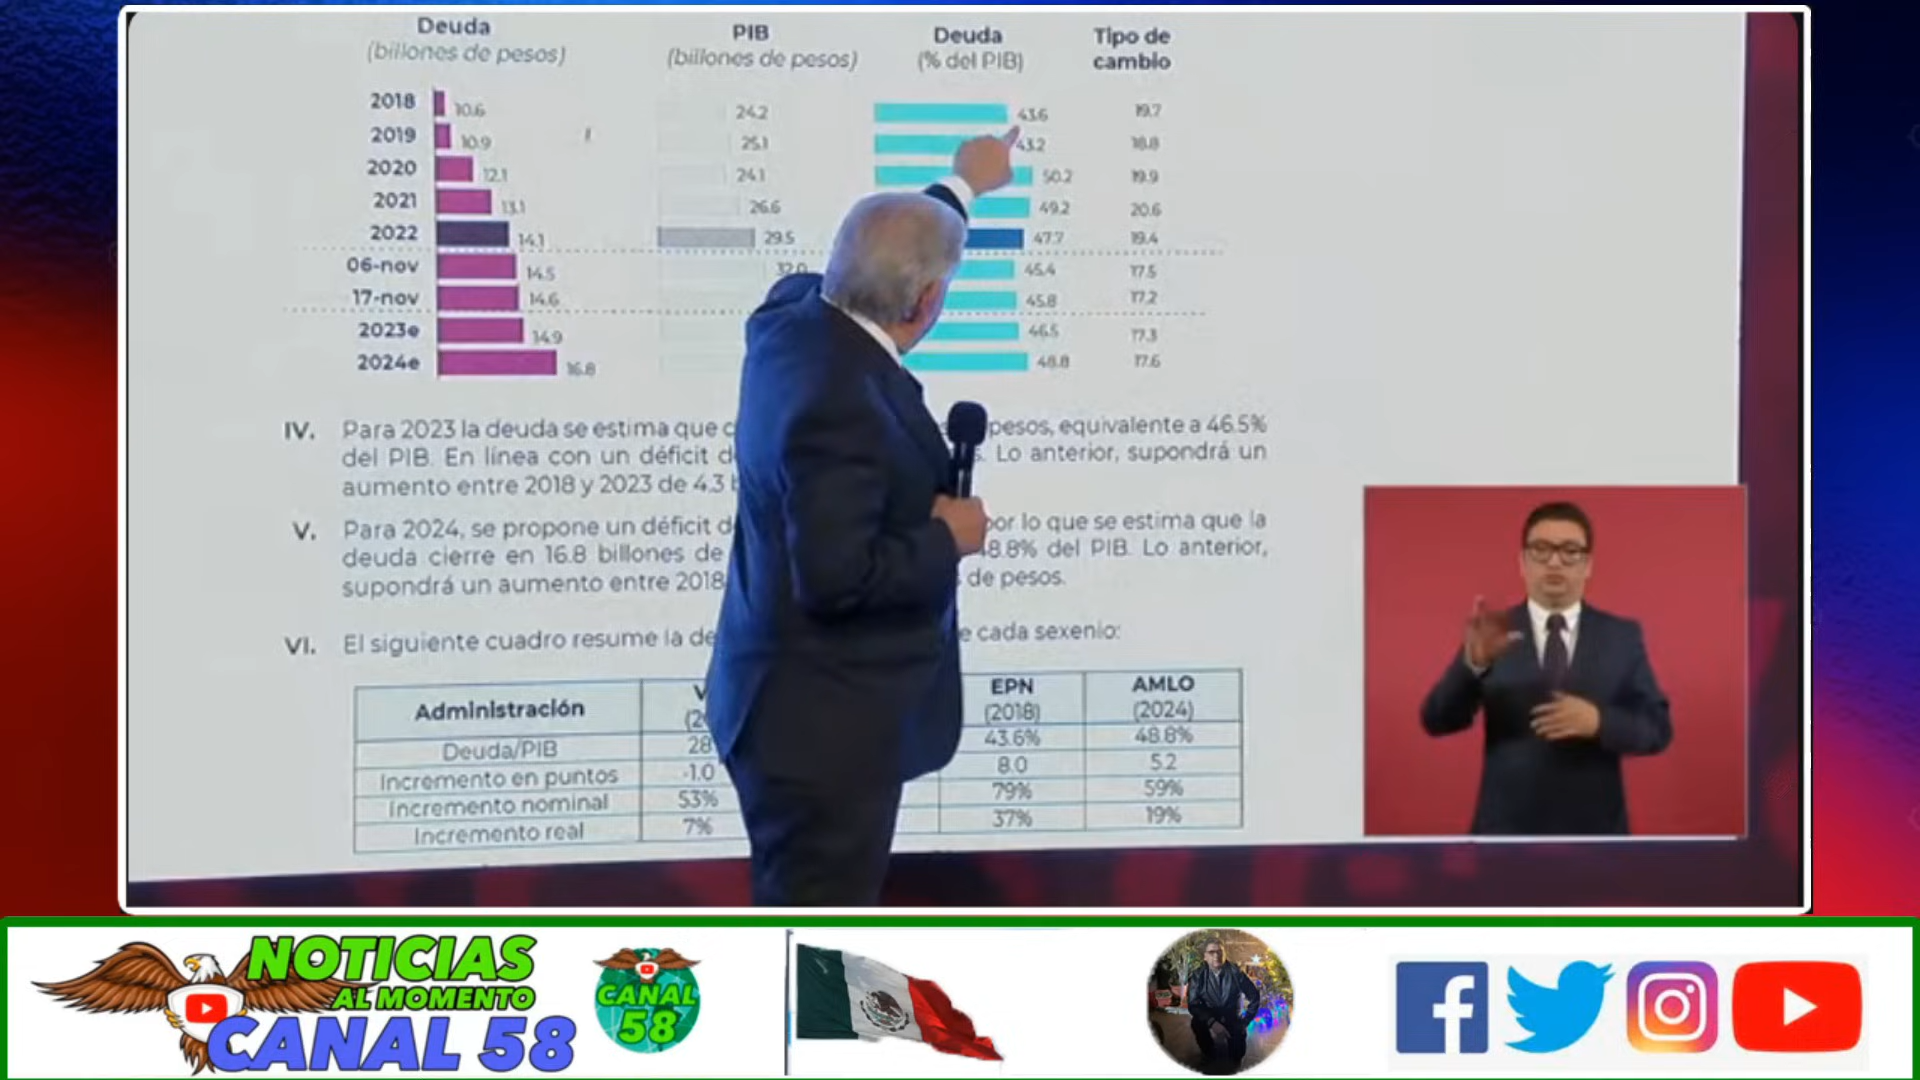 Deuda
(billones de pesos)
PIB
(billones de pesos)
Deuda
(% del PIB)
Tipo de
cambio
2018 10.6 24.2 43.6 19.7
2019 10.9 25.1 43.2 18.8
2020 12.1 24.1 50.2 19.9
2021 13.1 26.6 49.2 20.6
2022 14.1 29.5 47.7 19.4
06-nov 14.5 32.0 45.4 17.5
17-nov 14.6 45.8 17.2
2023e 14.9 46.5 17.3
2024e 16.8 48.8 17.6
IV. Para 2023 la deuda se estima que c pesos, equivalente a 46.5%
del PIB. En línea con un déficit d s. Lo anterior, supondrá un
aumento entre 2018 y 2023 de 4.3 b
V. Para 2024, se propone un déficit d por lo que se estima que la
deuda cierre en 16.8 billones de 48.8% del PIB. Lo anterior,
supondrá un aumento entre 2018 de pesos.
VI. El siguiente cuadro resume la de e cada sexenio:
Administración V EPN AMLO
(20 (2018) (2024)
Deuda/PIB 28 43.6% 48.8%
Incremento en puntos -1.0 8.0 5.2
Incremento nominal 53% 79% 59%
Incremento real 7% 37% 19%
NOTICIAS
AL MOMENTO
CANAL 58
CANAL
58